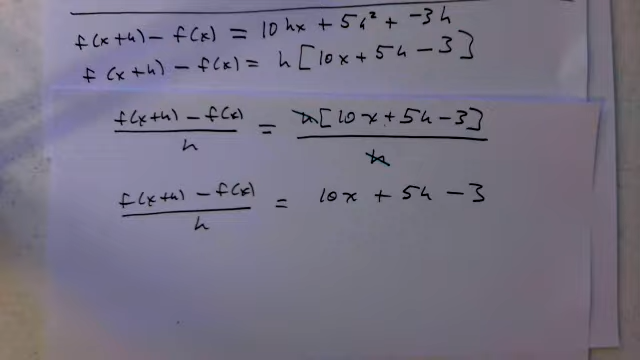 f(x+h) - f(x) = 10hx + 5h² + -3h
f(x+h) - f(x) = h[10x + 5h - 3]
f(x+h) - f(x) / h = h[10x + 5h - 3] / h
f(x+h) - f(x) / h = 10x + 5h - 3